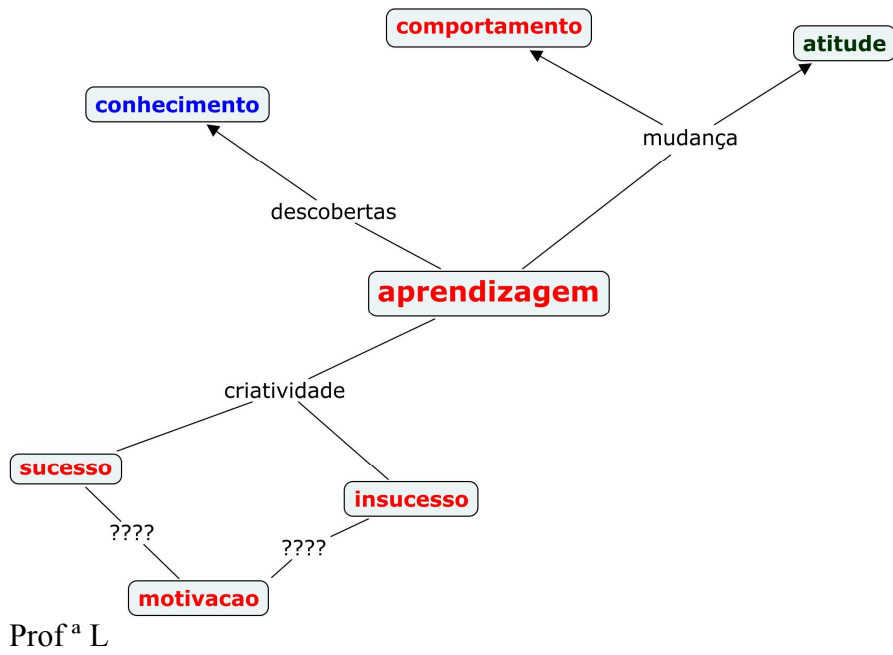 comportamento
atitude
conhecimento
mudança
descobertas
aprendizagem
criatividade
sucesso
insucesso
????
????
motivacao
Prof ª L